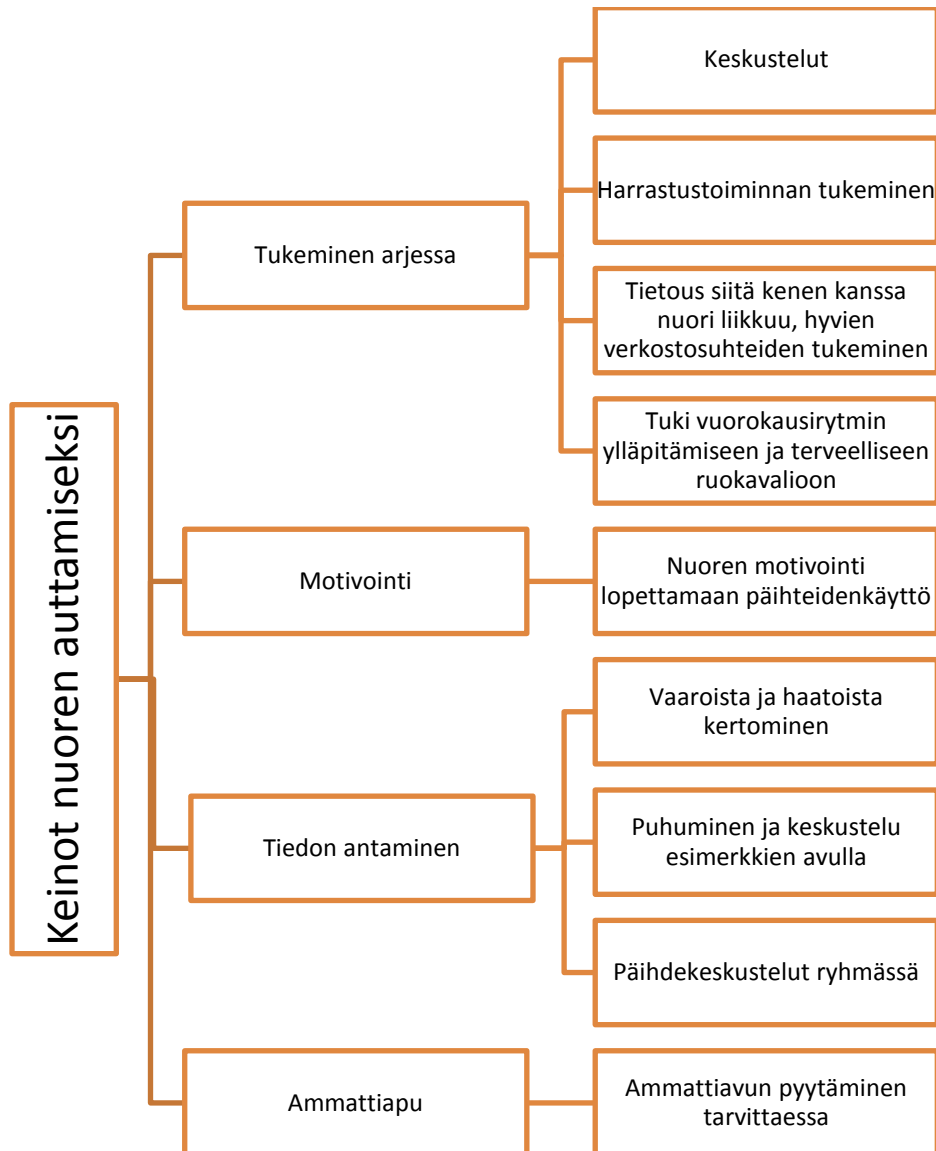 Keinot nuoren auttamiseksi
Tukeminen arjessa
Keskustelut
Harrastustoiminnan tukeminen
Tietous siitä kenen kanssa
nuori liikkuu, hyvien
verkostosuhteiden tukeminen
Tuki vuorokausirytmin
ylläpitämiseen ja terveelliseen
ruokavalioon
Motivointi
Nuoren motivointi
lopettamaan päihteidenkäyttö
Tiedon antaminen
Vaaroista ja haatoista
kertominen
Puhuminen ja keskustelu
esimerkkien avulla
Päihdekeskustelut ryhmässä
Ammattiapu
Ammattiavun pyytäminen
tarvittaessa